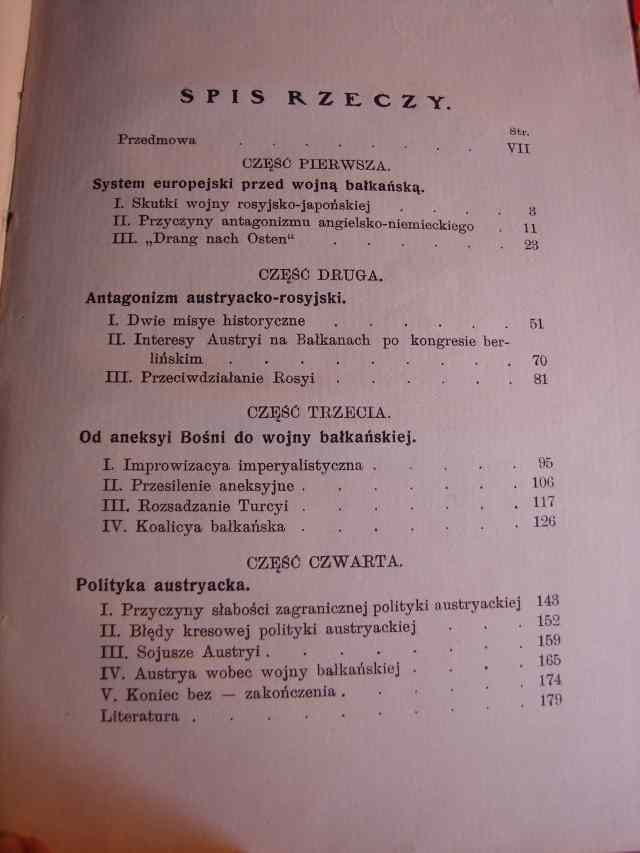 SPIS RZECZY.
Str.
Przedmowa . . . . . . . VII
CZĘŚĆ PIERWSZA.
System europejski przed wojną bałkańską.
I. Skutki wojny rosyjsko-japońskiej . . . . 3
II. Przyczyny antagonizmu angielsko-niemieckiego . 11
III. „Drang nach Osten“ . . . . . . 23
CZĘŚĆ DRUGA.
Antagonizm austryacko-rosyjski.
I. Dwie misye historyczne . . . . . . 51
II. Interesy Austryi na Bałkanach po kongresie ber-
lińskim . . . . . . . . . 70
III. Przeciwdziałanie Rosyi . . . . . . 81
CZĘŚĆ TRZECIA.
Od aneksyi Bośni do wojny bałkańskiej.
I. Improwizacya imperyalistyczna . . . . . 95
II. Przesilenie aneksyjne . . . . . . . 106
III. Rozsadzanie Turcyi . . . . . . . 117
IV. Koalicya bałkańska . . . . . . . 126
CZĘŚĆ CZWARTA.
Polityka austryacka.
I. Przyczyny słabości zagranicznej polityki austryackiej 143
II. Błędy kresowej polityki austryackiej . . . 152
III. Sojusze Austryi . . . . . . . . 159
IV. Austrya wobec wojny bałkańskiej . . . . 165
V. Koniec bez — zakończenia . . . . . . 174
Literatura . . . . . . . . . . 179